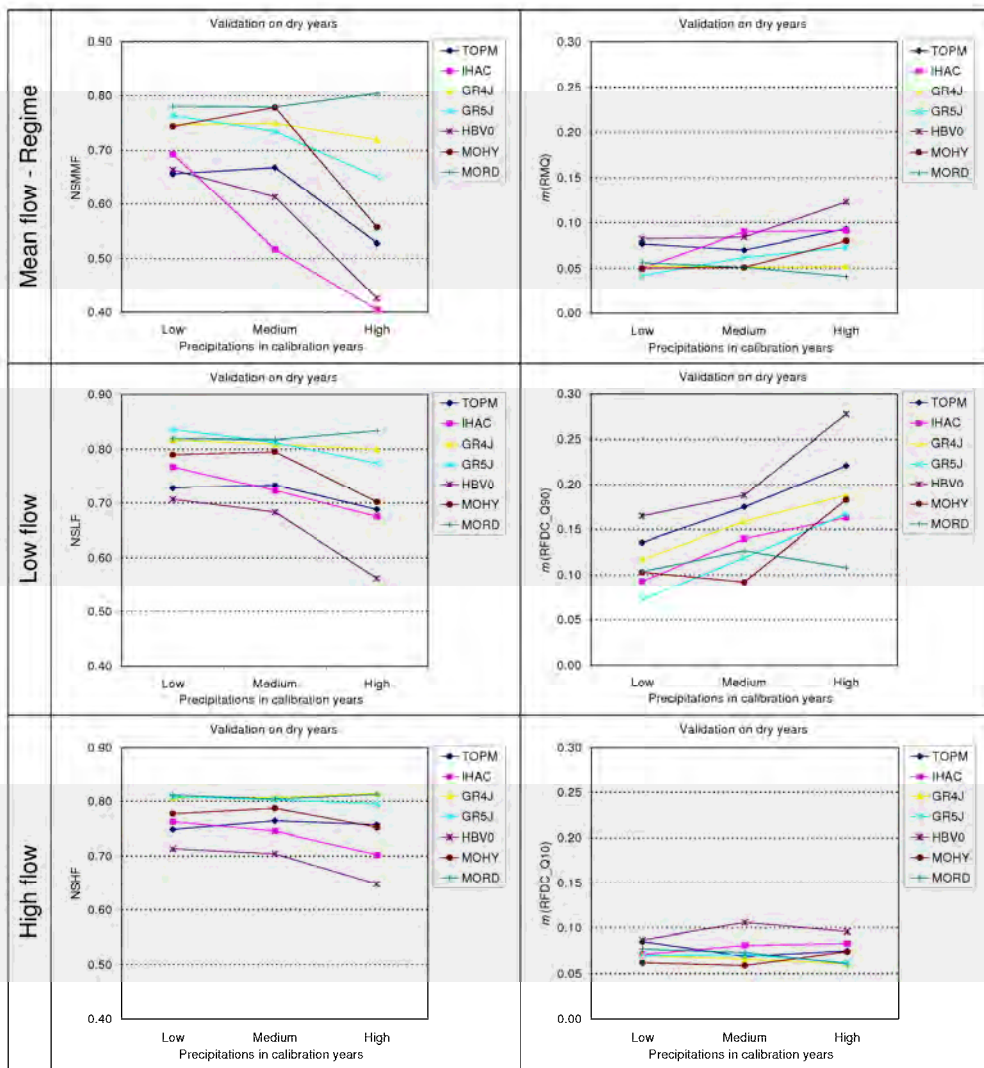 Mean flow - Regime
Validation on dry years
0.90
0.80
0.70
0.60
0.50
0.40
NSMMF
Low Medium High
Precipitations in calibration years
TOPM
IHAC
GR4J
GR5J
HBV0
MOHY
MORD
Validation on dry years
0.30
0.25
0.20
0.15
0.10
0.05
0.00
m(RMQ)
Low Medium High
Precipitations in calibration years
TOPM
IHAC
GR4J
GR5J
HBV0
MOHY
MORD
Low flow
Validation on dry years
0.90
0.80
0.70
0.60
0.50
0.40
NSLF
Low Medium High
Precipitations in calibration years
TOPM
IHAC
GR4J
GR5J
HBV0
MOHY
MORD
Validation on dry years
0.30
0.25
0.20
0.15
0.10
0.05
0.00
m(RFDC_Q90)
Low Medium High
Precipitations in calibration years
TOPM
IHAC
GR4J
GR5J
HBV0
MOHY
MORD
High flow
Validation on dry years
0.90
0.80
0.70
0.60
0.50
0.40
NSHF
Low Medium High
Precipitations in calibration years
TOPM
IHAC
GR4J
GR5J
HBV0
MOHY
MORD
Validation on dry years
0.30
0.25
0.20
0.15
0.10
0.05
0.00
m(RFDC_Q10)
Low Medium High
Precipitations in calibration years
TOPM
IHAC
GR4J
GR5J
HBV0
MOHY
MORD